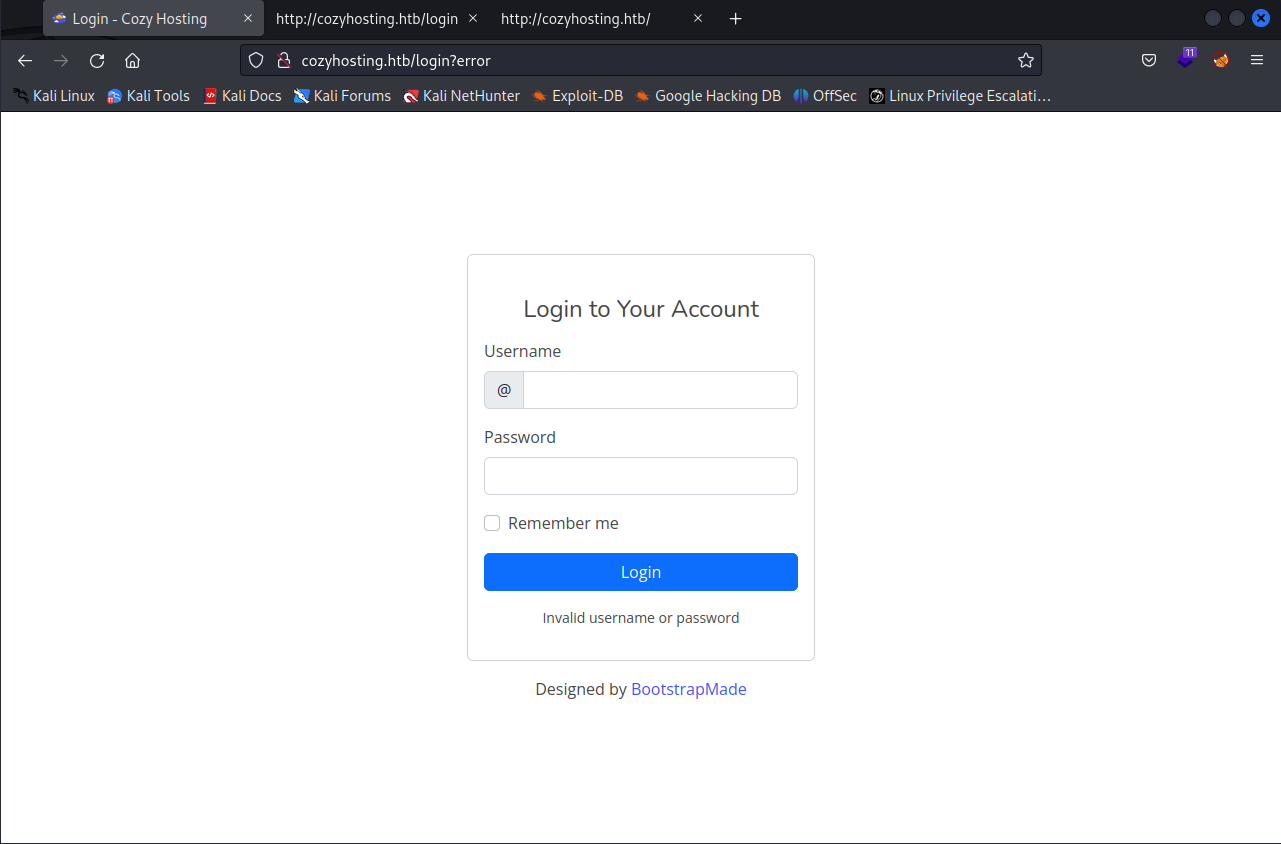 Login - Cozy Hosting
http://cozyhosting.htb/login
http://cozyhosting.htb/
cozyhosting.htb/login?error
11
Kali Linux Kali Tools Kali Docs Kali Forums Kali NetHunter Exploit-DB Google Hacking DB OffSec Linux Privilege Escalati…
Login to Your Account
Username
@
Password
Remember me
Login
Invalid username or password
Designed by BootstrapMade